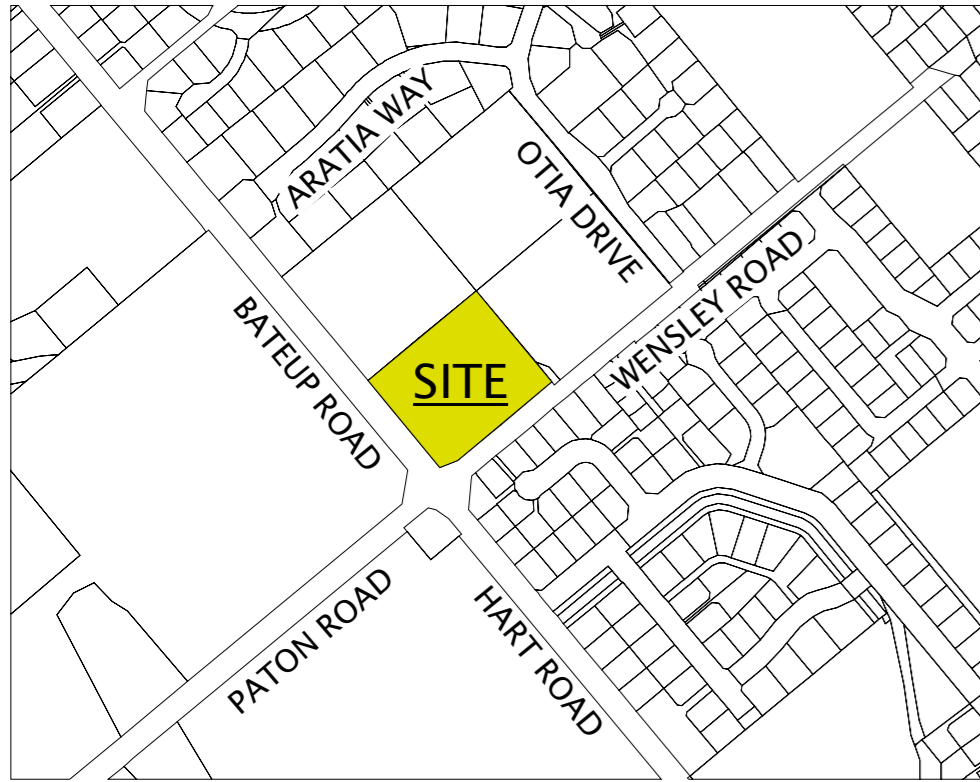 ARATIA WAY
OTIA DRIVE
WENSLEY ROAD
BATEUP ROAD
SITE
PATON ROAD
HART ROAD